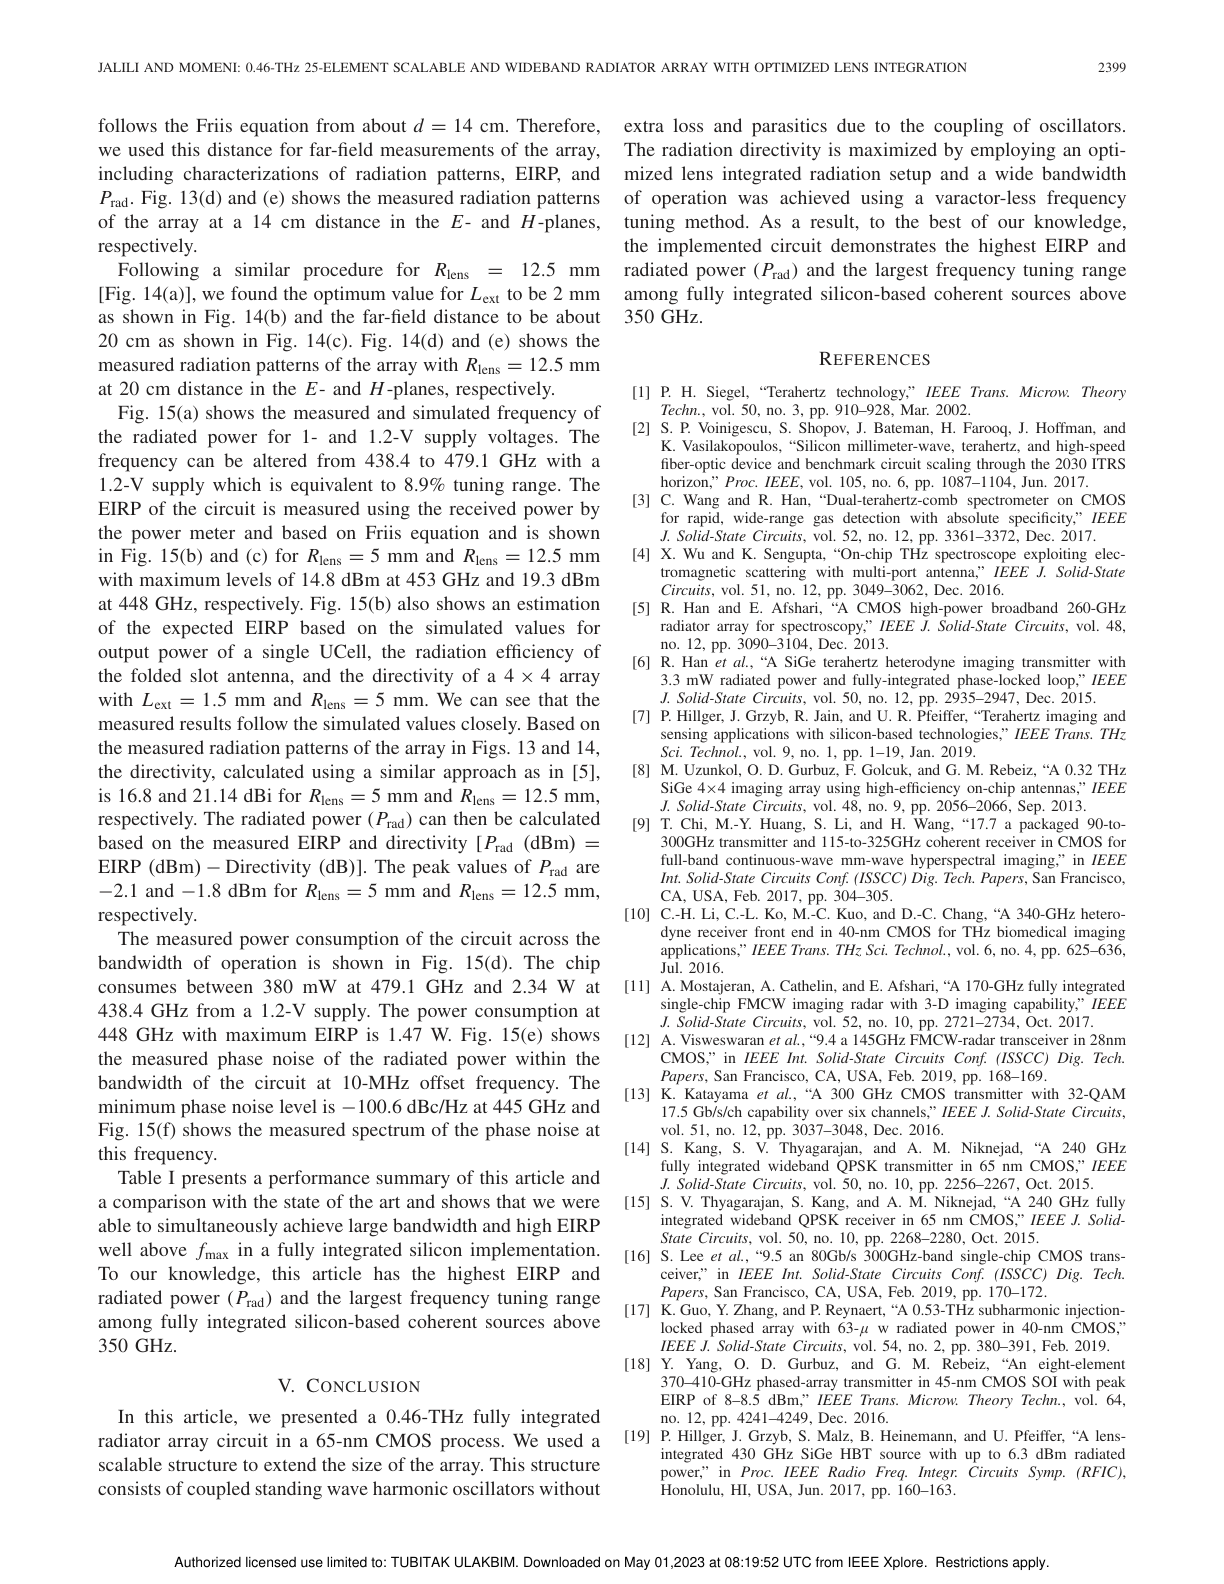 JALILI AND MOMENI: 0.46-THz 25-ELEMENT SCALABLE AND WIDEBAND RADIATOR ARRAY WITH OPTIMIZED LENS INTEGRATION 2399
follows the Friis equation from about d = 14 cm. Therefore,
we used this distance for far-field measurements of the array,
including characterizations of radiation patterns, EIRP, and
Prad. Fig. 13(d) and (e) shows the measured radiation patterns
of the array at a 14 cm distance in the E- and H-planes,
respectively.
Following a similar procedure for Rlens = 12.5 mm
[Fig. 14(a)], we found the optimum value for Lext to be 2 mm
as shown in Fig. 14(b) and the far-field distance to be about
20 cm as shown in Fig. 14(c). Fig. 14(d) and (e) shows the
measured radiation patterns of the array with Rlens = 12.5 mm
at 20 cm distance in the E- and H-planes, respectively.
Fig. 15(a) shows the measured and simulated frequency of
the radiated power for 1- and 1.2-V supply voltages. The
frequency can be altered from 438.4 to 479.1 GHz with a
1.2-V supply which is equivalent to 8.9% tuning range. The
EIRP of the circuit is measured using the received power by
the power meter and based on Friis equation and is shown
in Fig. 15(b) and (c) for Rlens = 5 mm and Rlens = 12.5 mm
with maximum levels of 14.8 dBm at 453 GHz and 19.3 dBm
at 448 GHz, respectively. Fig. 15(b) also shows an estimation
of the expected EIRP based on the simulated values for
output power of a single UCell, the radiation efficiency of
the folded slot antenna, and the directivity of a 4 × 4 array
with Lext = 1.5 mm and Rlens = 5 mm. We can see that the
measured results follow the simulated values closely. Based on
the measured radiation patterns of the array in Figs. 13 and 14,
the directivity, calculated using a similar approach as in [5],
is 16.8 and 21.14 dBi for Rlens = 5 mm and Rlens = 12.5 mm,
respectively. The radiated power (Prad) can then be calculated
based on the measured EIRP and directivity [Prad (dBm) =
EIRP (dBm) − Directivity (dB)]. The peak values of Prad are
−2.1 and −1.8 dBm for Rlens = 5 mm and Rlens = 12.5 mm,
respectively.
The measured power consumption of the circuit across the
bandwidth of operation is shown in Fig. 15(d). The chip
consumes between 380 mW at 479.1 GHz and 2.34 W at
438.4 GHz from a 1.2-V supply. The power consumption at
448 GHz with maximum EIRP is 1.47 W. Fig. 15(e) shows
the measured phase noise of the radiated power within the
bandwidth of the circuit at 10-MHz offset frequency. The
minimum phase noise level is −100.6 dBc/Hz at 445 GHz and
Fig. 15(f) shows the measured spectrum of the phase noise at
this frequency.
Table I presents a performance summary of this article and
a comparison with the state of the art and shows that we were
able to simultaneously achieve large bandwidth and high EIRP
well above fmax in a fully integrated silicon implementation.
To our knowledge, this article has the highest EIRP and
radiated power (Prad) and the largest frequency tuning range
among fully integrated silicon-based coherent sources above
350 GHz.
V. CONCLUSION
In this article, we presented a 0.46-THz fully integrated
radiator array circuit in a 65-nm CMOS process. We used a
scalable structure to extend the size of the array. This structure
consists of coupled standing wave harmonic oscillators without
extra loss and parasitics due to the coupling of oscillators.
The radiation directivity is maximized by employing an opti-
mized lens integrated radiation setup and a wide bandwidth
of operation was achieved using a varactor-less frequency
tuning method. As a result, to the best of our knowledge,
the implemented circuit demonstrates the highest EIRP and
radiated power (Prad) and the largest frequency tuning range
among fully integrated silicon-based coherent sources above
350 GHz.
REFERENCES
[1] P. H. Siegel, “Terahertz technology,” IEEE Trans. Microw. Theory
Techn., vol. 50, no. 3, pp. 910–928, Mar. 2002.
[2] S. P. Voinigescu, S. Shopov, J. Bateman, H. Farooq, J. Hoffman, and
K. Vasilakopoulos, “Silicon millimeter-wave, terahertz, and high-speed
fiber-optic device and benchmark circuit scaling through the 2030 ITRS
horizon,” Proc. IEEE, vol. 105, no. 6, pp. 1087–1104, Jun. 2017.
[3] C. Wang and R. Han, “Dual-terahertz-comb spectrometer on CMOS
for rapid, wide-range gas detection with absolute specificity,” IEEE
J. Solid-State Circuits, vol. 52, no. 12, pp. 3361–3372, Dec. 2017.
[4] X. Wu and K. Sengupta, “On-chip THz spectroscope exploiting elec-
tromagnetic scattering with multi-port antenna,” IEEE J. Solid-State
Circuits, vol. 51, no. 12, pp. 3049–3062, Dec. 2016.
[5] R. Han and E. Afshari, “A CMOS high-power broadband 260-GHz
radiator array for spectroscopy,” IEEE J. Solid-State Circuits, vol. 48,
no. 12, pp. 3090–3104, Dec. 2013.
[6] R. Han et al., “A SiGe terahertz heterodyne imaging transmitter with
3.3 mW radiated power and fully-integrated phase-locked loop,” IEEE
J. Solid-State Circuits, vol. 50, no. 12, pp. 2935–2947, Dec. 2015.
[7] P. Hillger, J. Grzyb, R. Jain, and U. R. Pfeiffer, “Terahertz imaging and
sensing applications with silicon-based technologies,” IEEE Trans. THz
Sci. Technol., vol. 9, no. 1, pp. 1–19, Jan. 2019.
[8] M. Uzunkol, O. D. Gurbuz, F. Golcuk, and G. M. Rebeiz, “A 0.32 THz
SiGe 4×4 imaging array using high-efficiency on-chip antennas,” IEEE
J. Solid-State Circuits, vol. 48, no. 9, pp. 2056–2066, Sep. 2013.
[9] T. Chi, M.-Y. Huang, S. Li, and H. Wang, “17.7 a packaged 90-to-
300GHz transmitter and 115-to-325GHz coherent receiver in CMOS for
full-band continuous-wave mm-wave hyperspectral imaging,” in IEEE
Int. Solid-State Circuits Conf. (ISSCC) Dig. Tech. Papers, San Francisco,
CA, USA, Feb. 2017, pp. 304–305.
[10] C.-H. Li, C.-L. Ko, M.-C. Kuo, and D.-C. Chang, “A 340-GHz hetero-
dyne receiver front end in 40-nm CMOS for THz biomedical imaging
applications,” IEEE Trans. THz Sci. Technol., vol. 6, no. 4, pp. 625–636,
Jul. 2016.
[11] A. Mostajeran, A. Cathelin, and E. Afshari, “A 170-GHz fully integrated
single-chip FMCW imaging radar with 3-D imaging capability,” IEEE
J. Solid-State Circuits, vol. 52, no. 10, pp. 2721–2734, Oct. 2017.
[12] A. Visweswaran et al., “9.4 a 145GHz FMCW-radar transceiver in 28nm
CMOS,” in IEEE Int. Solid-State Circuits Conf. (ISSCC) Dig. Tech.
Papers, San Francisco, CA, USA, Feb. 2019, pp. 168–169.
[13] K. Katayama et al., “A 300 GHz CMOS transmitter with 32-QAM
17.5 Gb/s/ch capability over six channels,” IEEE J. Solid-State Circuits,
vol. 51, no. 12, pp. 3037–3048, Dec. 2016.
[14] S. Kang, S. V. Thyagarajan, and A. M. Niknejad, “A 240 GHz
fully integrated wideband QPSK transmitter in 65 nm CMOS,” IEEE
J. Solid-State Circuits, vol. 50, no. 10, pp. 2256–2267, Oct. 2015.
[15] S. V. Thyagarajan, S. Kang, and A. M. Niknejad, “A 240 GHz fully
integrated wideband QPSK receiver in 65 nm CMOS,” IEEE J. Solid-
State Circuits, vol. 50, no. 10, pp. 2268–2280, Oct. 2015.
[16] S. Lee et al., “9.5 an 80Gb/s 300GHz-band single-chip CMOS trans-
ceiver,” in IEEE Int. Solid-State Circuits Conf. (ISSCC) Dig. Tech.
Papers, San Francisco, CA, USA, Feb. 2019, pp. 170–172.
[17] K. Guo, Y. Zhang, and P. Reynaert, “A 0.53-THz subharmonic injection-
locked phased array with 63-μ w radiated power in 40-nm CMOS,”
IEEE J. Solid-State Circuits, vol. 54, no. 2, pp. 380–391, Feb. 2019.
[18] Y. Yang, O. D. Gurbuz, and G. M. Rebeiz, “An eight-element
370–410-GHz phased-array transmitter in 45-nm CMOS SOI with peak
EIRP of 8–8.5 dBm,” IEEE Trans. Microw. Theory Techn., vol. 64,
no. 12, pp. 4241–4249, Dec. 2016.
[19] P. Hillger, J. Grzyb, S. Malz, B. Heinemann, and U. Pfeiffer, “A lens-
integrated 430 GHz SiGe HBT source with up to 6.3 dBm radiated
power,” in Proc. IEEE Radio Freq. Integr. Circuits Symp. (RFIC),
Honolulu, HI, USA, Jun. 2017, pp. 160–163.
Authorized licensed use limited to: TUBITAK ULAKBIM. Downloaded on May 01,2023 at 08:19:52 UTC from IEEE Xplore. Restrictions apply.